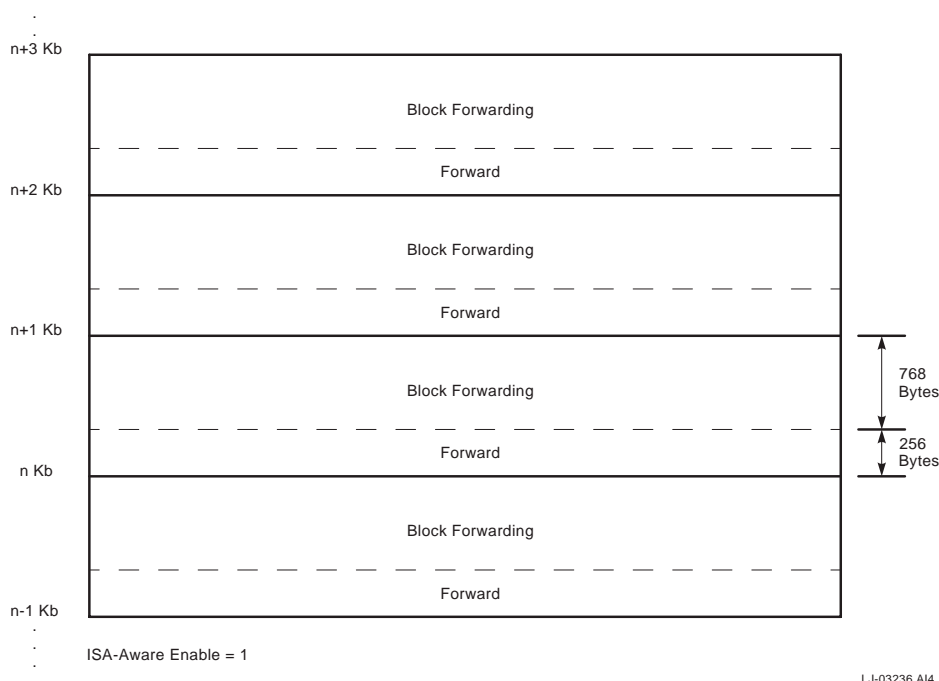 n+3 Kb
Block Forwarding
Forward
n+2 Kb
Block Forwarding
Forward
n+1 Kb
Block Forwarding
768
Bytes
Forward
256
Bytes
n Kb
Block Forwarding
Forward
n-1 Kb
ISA-Aware Enable = 1
LJ-03236.AI4